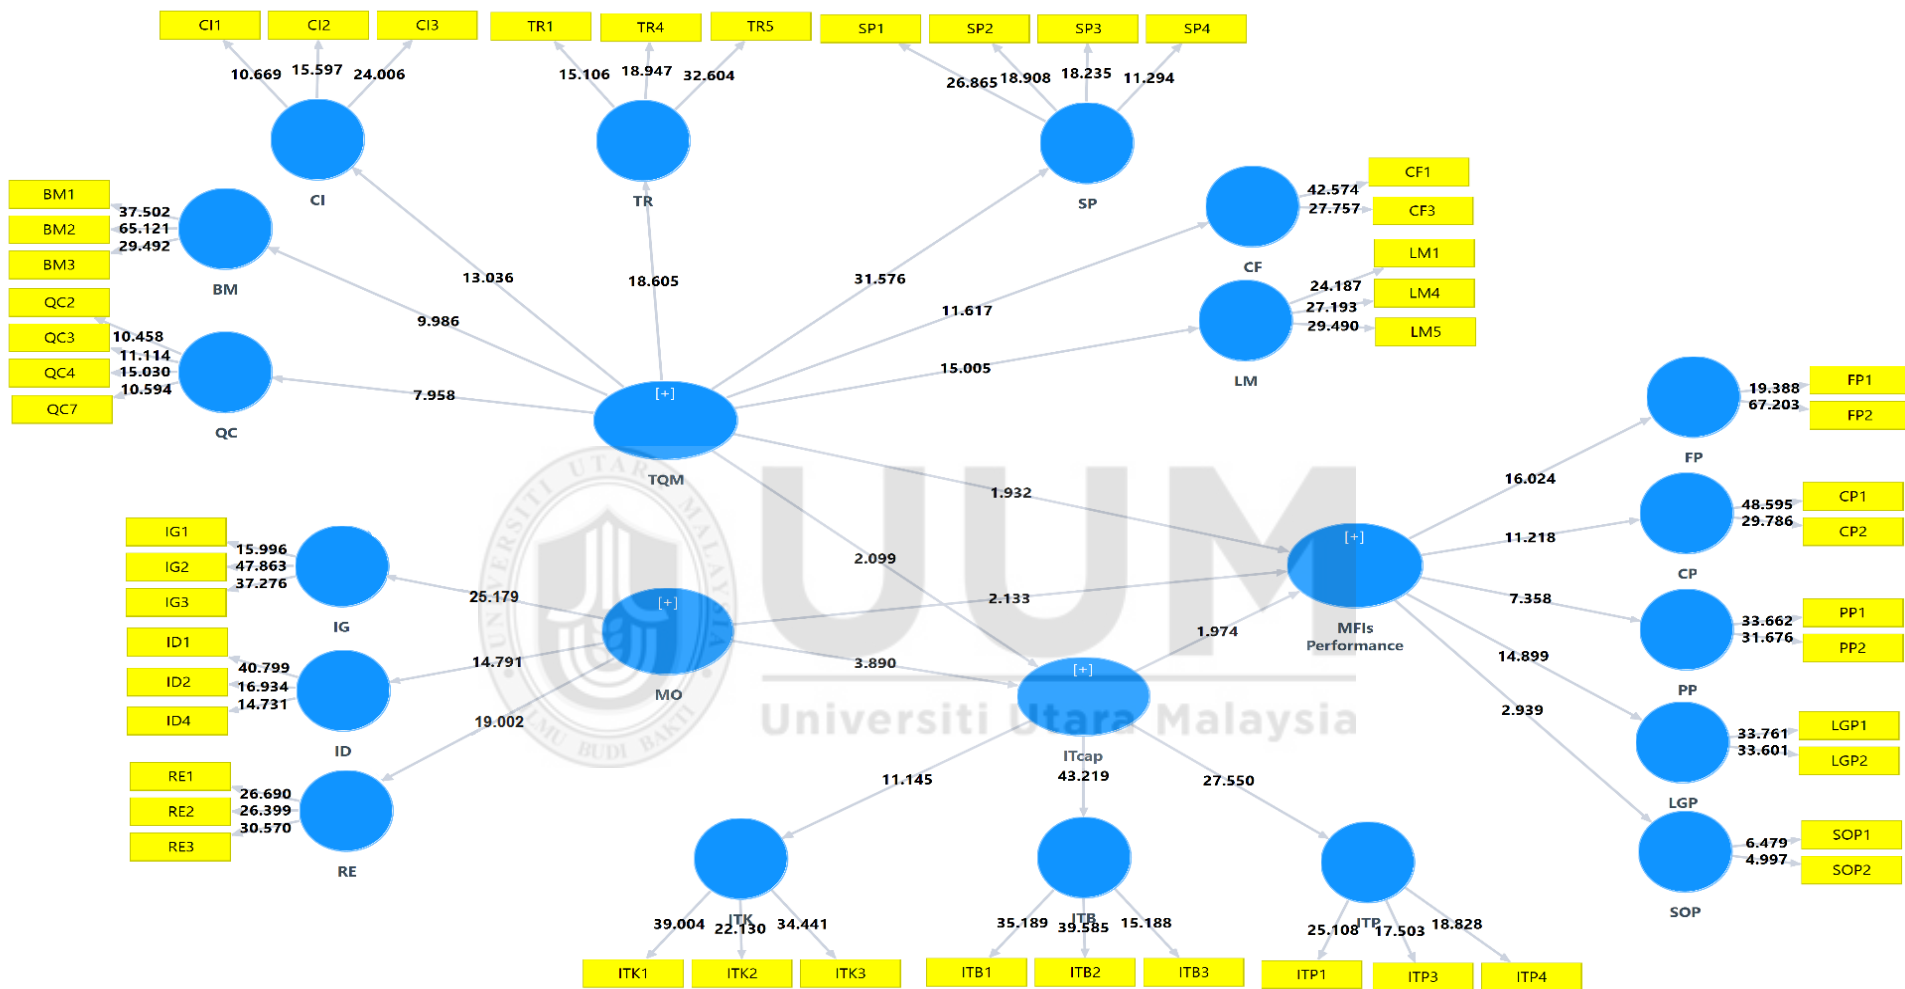 CI1 CI2 CI3 TR1 TR4 TR5 SP1 SP2 SP3 SP4
10.669 15.597 24.006 15.106 18.947 32.604 26.865 18.908 18.235 11.294
CI TR SP
BM1
BM2
BM3
37.502
65.121
29.492
BM
QC2
QC3
QC4
QC7
10.458
11.114
15.030
10.594
QC
CF1
CF3
42.574
27.757
CF
LM1
LM4
LM5
24.187
27.193
29.490
LM
13.036
18.605
31.576
9.986
11.617
15.005
7.958
[+]
TQM
1.932
2.099
IG1
IG2
IG3
15.996
47.863
37.276
IG
ID1
ID2
ID4
40.799
16.934
14.731
ID
RE1
RE2
RE3
26.690
26.399
30.570
RE
25.179
14.791
19.002
[+]
MO
2.133
3.890
1.974
[+]
MFIs
Performance
16.024
11.218
7.358
14.899
2.939
FP1
FP2
19.388
67.203
FP
CP1
CP2
48.595
29.786
CP
PP1
PP2
33.662
31.676
PP
LGP1
LGP2
33.761
33.601
LGP
SOP1
SOP2
6.479
4.997
SOP
[+]
ITcap
11.145
43.219
27.550
ITK ITB ITP
39.004 22.130 34.441 35.189 39.585 15.188 25.108 17.503 18.828
ITK1 ITK2 ITK3 ITB1 ITB2 ITB3 ITP1 ITP3 ITP4
UNIVERSITI UTARA MALAYSIA
ILMU BUDI BAKTI
UUM
Universiti Utara Malaysia